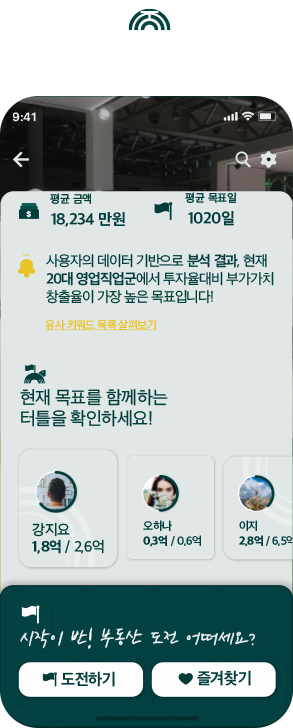 9:41
평균 금액
18,234 만원
평균 목표일
1020일
사용자의 데이터 기반으로 분석 결과, 현재
20대 영업직업군에서 투자율대비 부가가치
창출율이 가장 높은 목표입니다!
유사 키워드 목록 살펴보기
현재 목표를 함께하는
터틀을 확인하세요!
강지요
1,8억 / 2,6억
오하나
0,3억 / 0,6억
이지
2,8억 / 6,5억
시작이 반! 부동산 도전 어떠세요?
도전하기
즐겨찾기